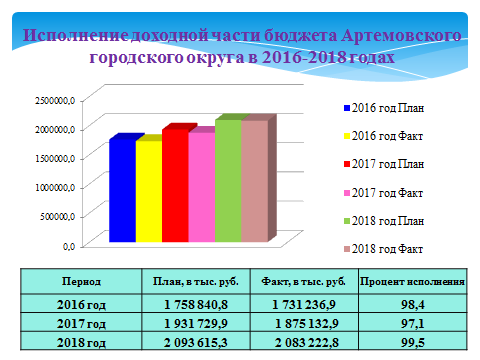 Исполнение доходной части бюджета Артемовского
городского округа в 2016-2018 годах
2500000,0
2000000,0
1500000,0
1000000,0
500000,0
0,0
2016 год План
2016 год Факт
2017 год План
2017 год Факт
2018 год План
2018 год Факт
Период План, в тыс. руб. Факт, в тыс. руб. Процент исполнения
2016 год 1 758 840,8 1 731 236,9 98,4
2017 год 1 931 729,9 1 875 132,9 97,1
2018 год 2 093 615,3 2 083 222,8 99,5